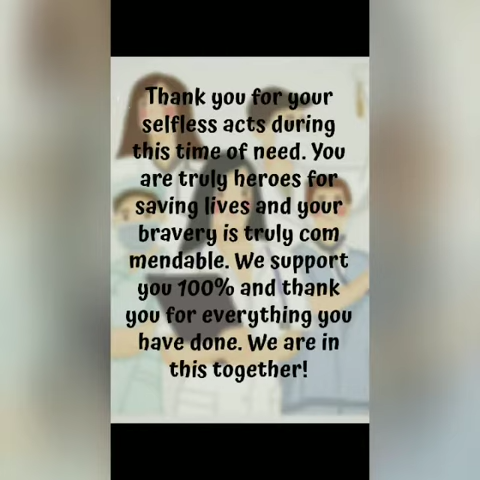 Thank you for your
selfless acts during
this time of need. You
are truly heroes for
saving lives and your
bravery is truly com
mendable. We support
you 100% and thank
you for everything you
have done. We are in
this together!